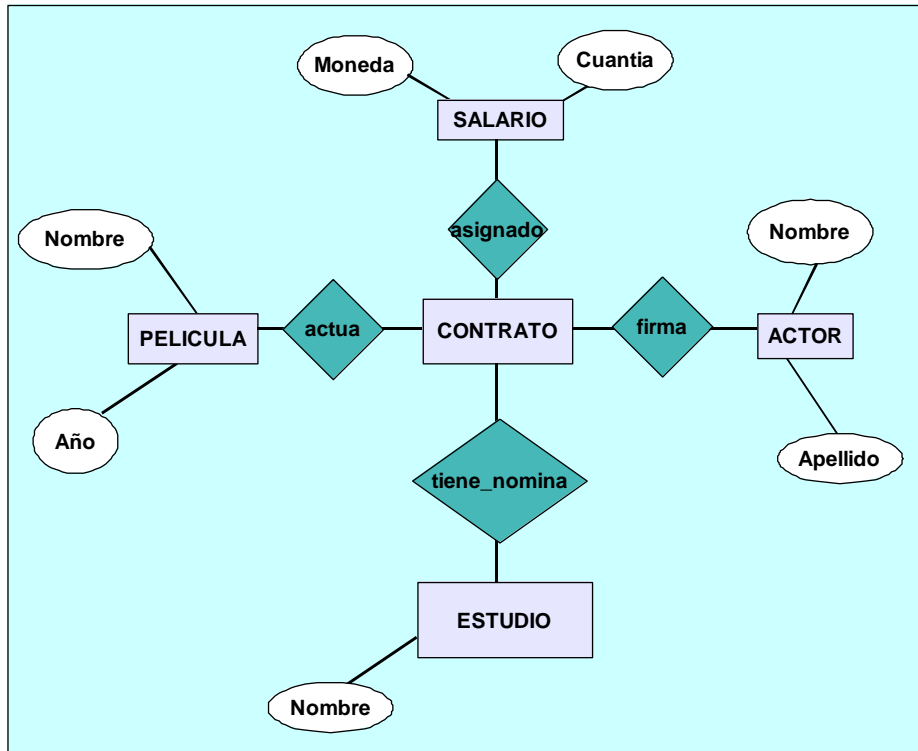 Moneda
Cuantia
SALARIO
asignado
Nombre
Nombre
PELICULA
actua
CONTRATO
firma
ACTOR
Año
Apellido
tiene_nomina
ESTUDIO
Nombre